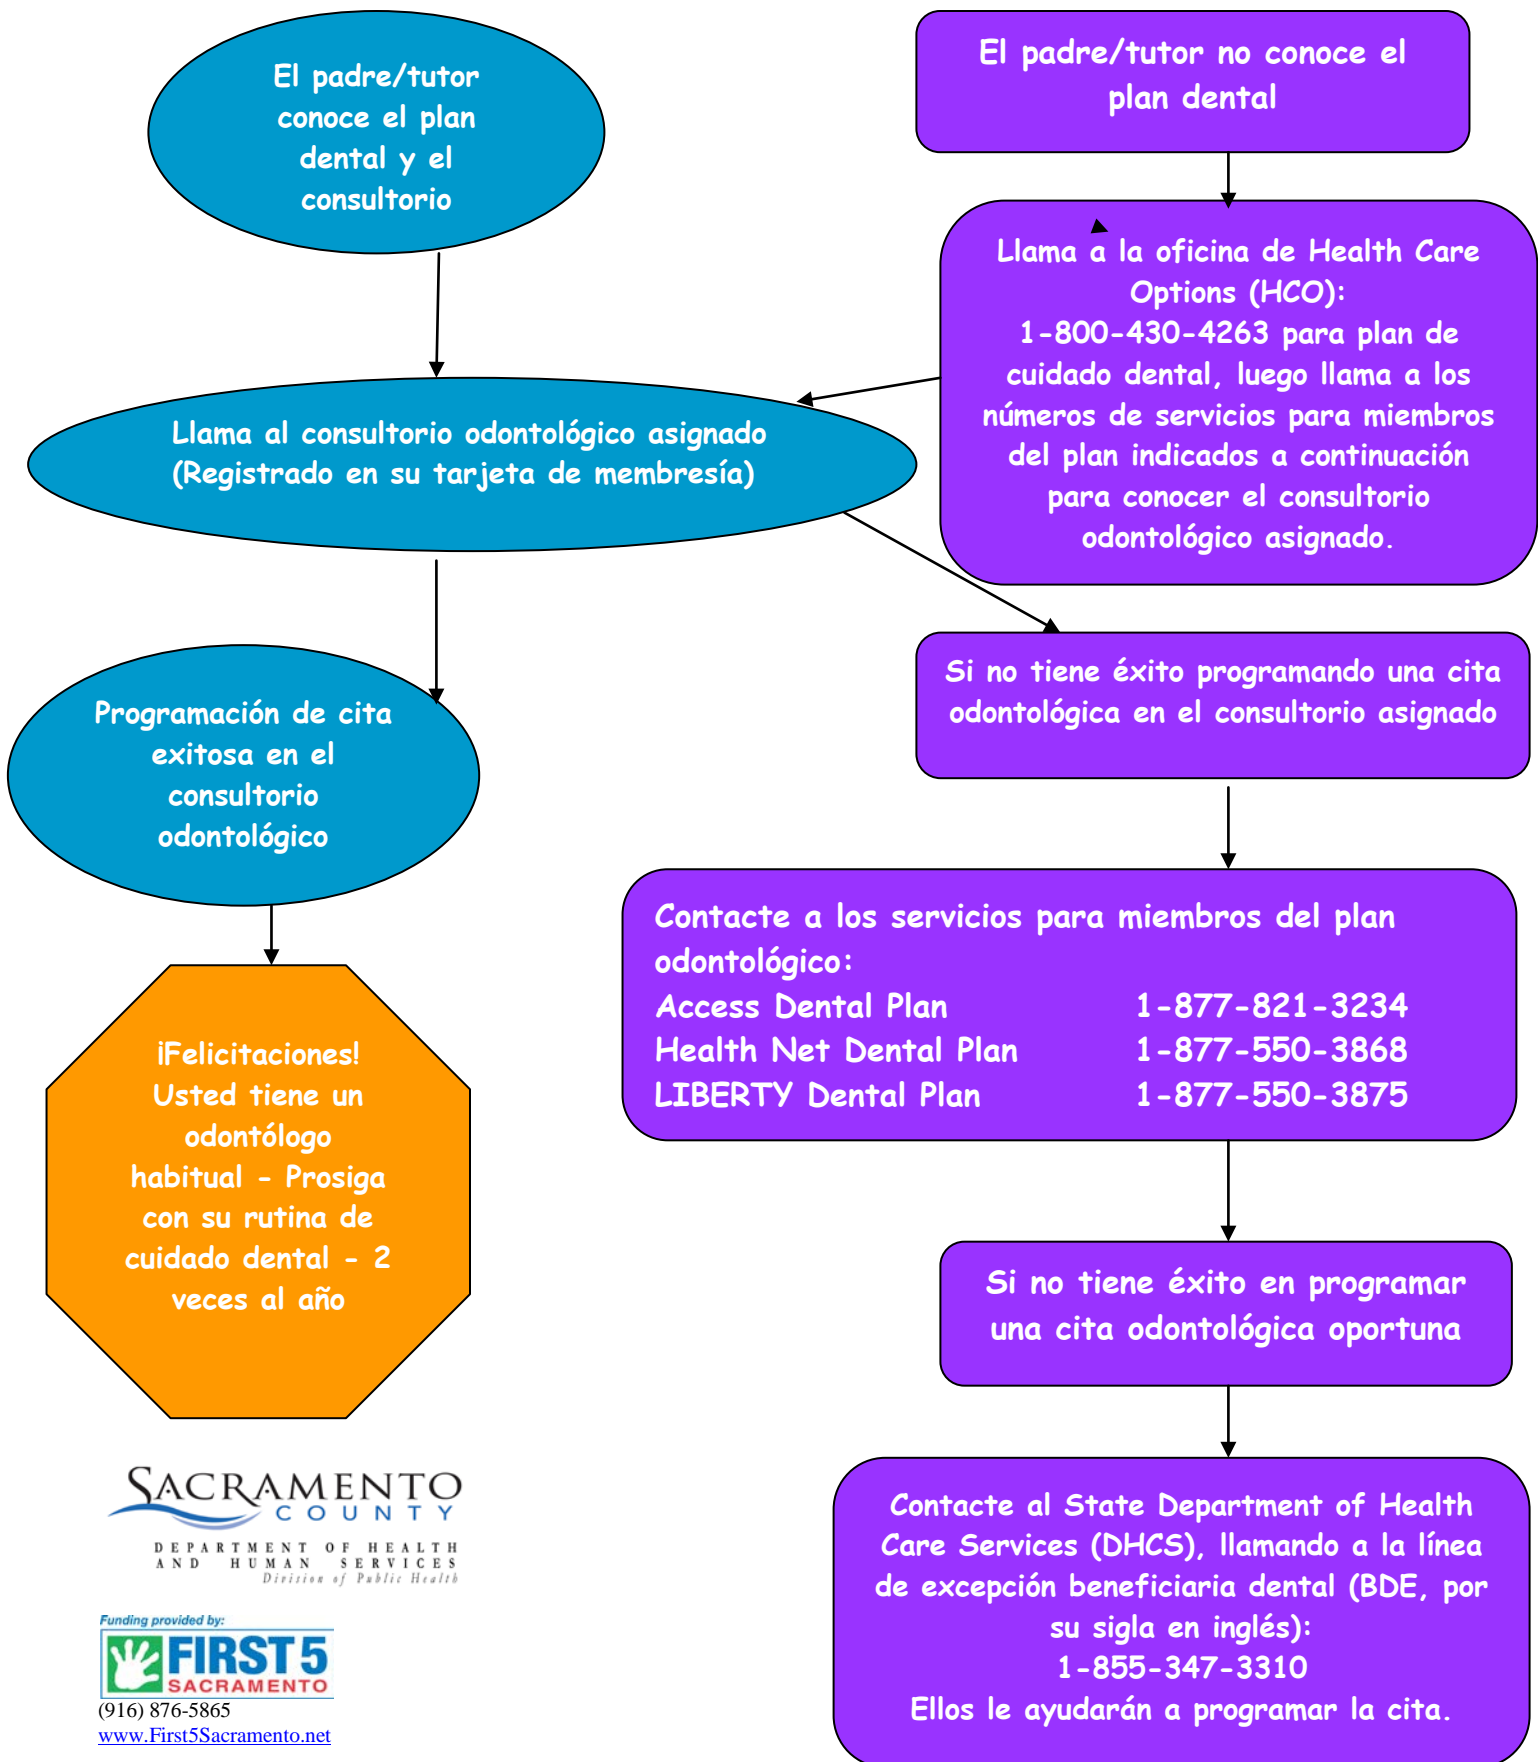 El padre/tutor
conoce el plan
dental y el
consultorio
El padre/tutor no conoce el
plan dental
Llama a la oficina de Health Care
Options (HCO):
1-800-430-4263 para plan de
cuidado dental, luego llama a los
números de servicios para miembros
del plan indicados a continuación
para conocer el consultorio
odontológico asignado.
Llama al consultorio odontológico asignado
(Registrado en su tarjeta de membresía)
Si no tiene éxito programando una cita
odontológica en el consultorio asignado
Programación de cita
exitosa en el
consultorio
odontológico
Contacte a los servicios para miembros del plan
odontológico:
Access Dental Plan 1-877-821-3234
Health Net Dental Plan 1-877-550-3868
LIBERTY Dental Plan 1-877-550-3875
¡Felicitaciones!
Usted tiene un
odontólogo
habitual - Prosiga
con su rutina de
cuidado dental - 2
veces al año
Si no tiene éxito en programar
una cita odontológica oportuna
Contacte al State Department of Health
Care Services (DHCS), llamando a la línea
de excepción beneficiaria dental (BDE, por
su sigla en inglés):
1-855-347-3310
Ellos le ayudarán a programar la cita.
SACRAMENTO
COUNTY
DEPARTMENT OF HEALTH
AND HUMAN SERVICES
Division of Public Health
Funding provided by:
FIRST 5
SACRAMENTO
(916) 876-5865
www.First5Sacramento.net